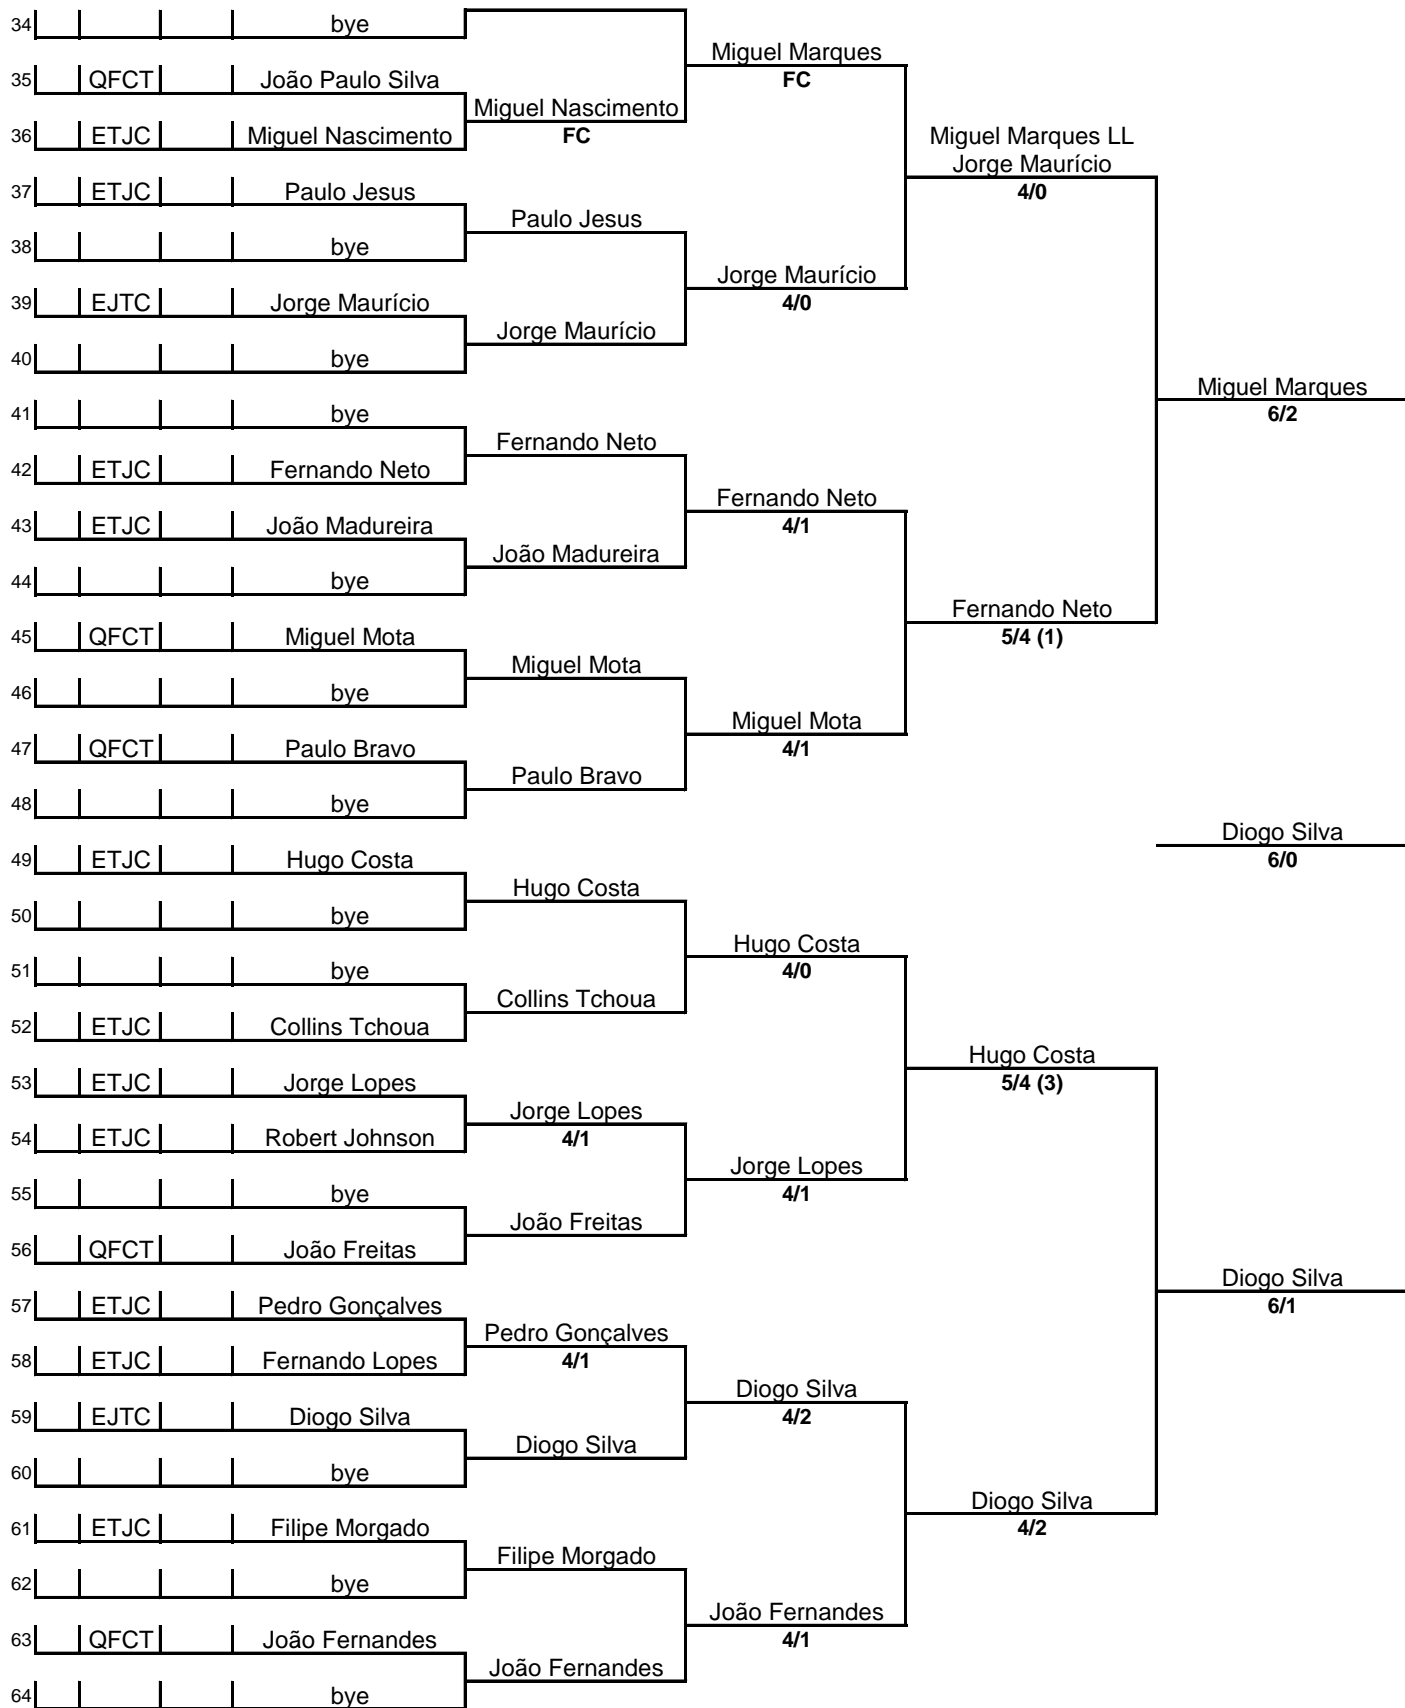 34 bye
Miguel Marques
FC
35 QFCT João Paulo Silva
Miguel Nascimento
FC
36 ETJC Miguel Nascimento
Miguel Marques LL
Jorge Maurício
4/0
37 ETJC Paulo Jesus
Paulo Jesus
38 bye
Jorge Maurício
4/0
39 EJTC Jorge Maurício
Jorge Maurício
40 bye
Miguel Marques
6/2
41 bye
Fernando Neto
42 ETJC Fernando Neto
Fernando Neto
4/1
43 ETJC João Madureira
João Madureira
44 bye
Fernando Neto
5/4 (1)
45 QFCT Miguel Mota
Miguel Mota
46 bye
Miguel Mota
4/1
47 QFCT Paulo Bravo
Paulo Bravo
48 bye
Diogo Silva
6/0
49 ETJC Hugo Costa
Hugo Costa
50 bye
Hugo Costa
4/0
51 bye
Collins Tchoua
52 ETJC Collins Tchoua
Hugo Costa
5/4 (3)
53 ETJC Jorge Lopes
Jorge Lopes
4/1
54 ETJC Robert Johnson
Jorge Lopes
4/1
55 bye
João Freitas
56 QFCT João Freitas
Diogo Silva
6/1
57 ETJC Pedro Gonçalves
Pedro Gonçalves
4/1
58 ETJC Fernando Lopes
Diogo Silva
4/2
59 EJTC Diogo Silva
Diogo Silva
60 bye
Diogo Silva
4/2
61 ETJC Filipe Morgado
Filipe Morgado
62 bye
João Fernandes
4/1
63 QFCT João Fernandes
João Fernandes
64 bye